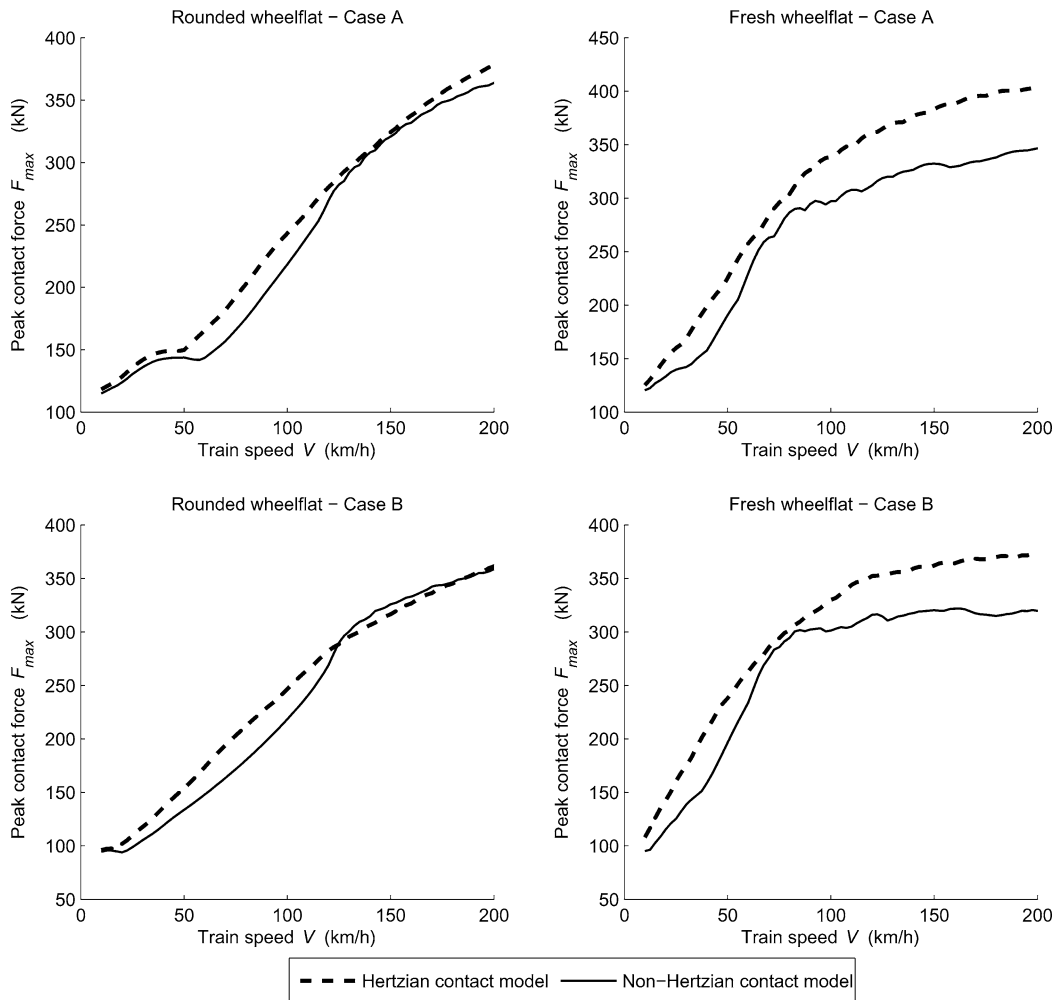 Rounded wheelflat – Case A
400
350
300
250
200
150
100
0 50 100 150 200
Train speed V (km/h)
Peak contact force Fmax (kN)
Fresh wheelflat – Case A
450
400
350
300
250
200
150
100
0 50 100 150 200
Train speed V (km/h)
Peak contact force Fmax (kN)
Rounded wheelflat – Case B
400
350
300
250
200
150
100
50
0 50 100 150 200
Train speed V (km/h)
Peak contact force Fmax (kN)
Fresh wheelflat – Case B
400
350
300
250
200
150
100
50
0 50 100 150 200
Train speed V (km/h)
Peak contact force Fmax (kN)
Hertzian contact model Non–Hertzian contact model